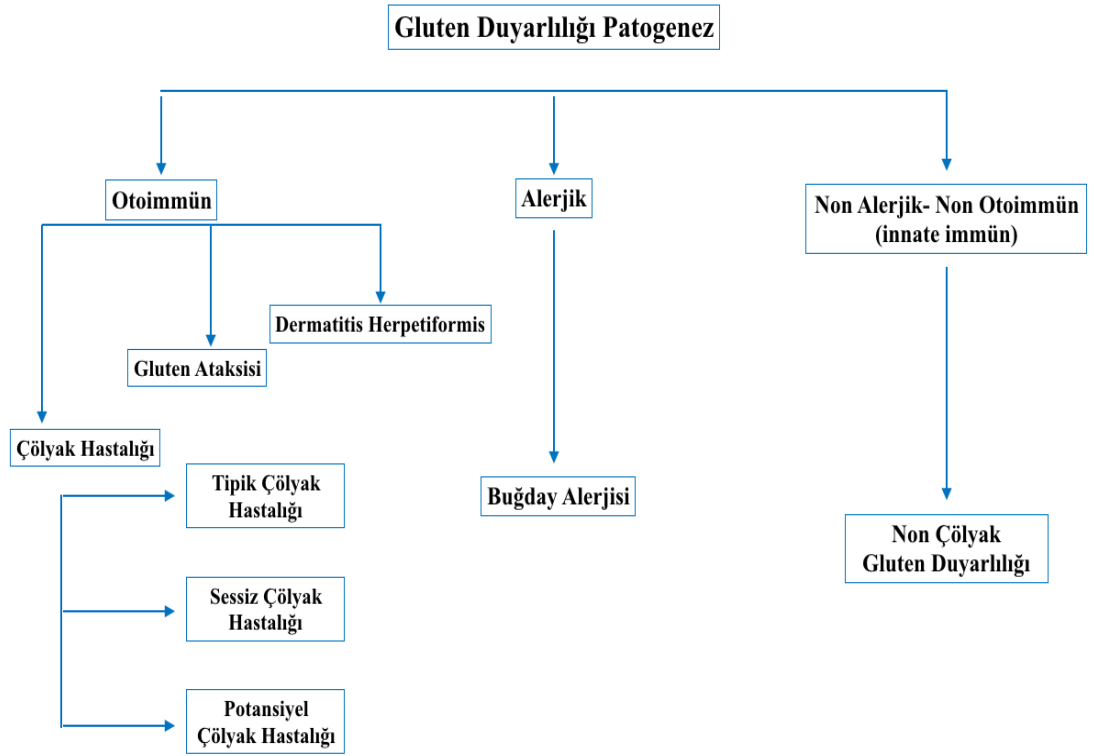 Gluten Duyarlılığı Patogenez
Otoimmün
Alerjik
Non Alerjik- Non Otoimmün
(innate immün)
Dermatitis Herpetiformis
Gluten Ataksisi
Çölyak Hastalığı
Tipik Çölyak
Hastalığı
Sessiz Çölyak
Hastalığı
Potansiyel
Çölyak Hastalığı
Buğday Alerjisi
Non Çölyak
Gluten Duyarlılığı